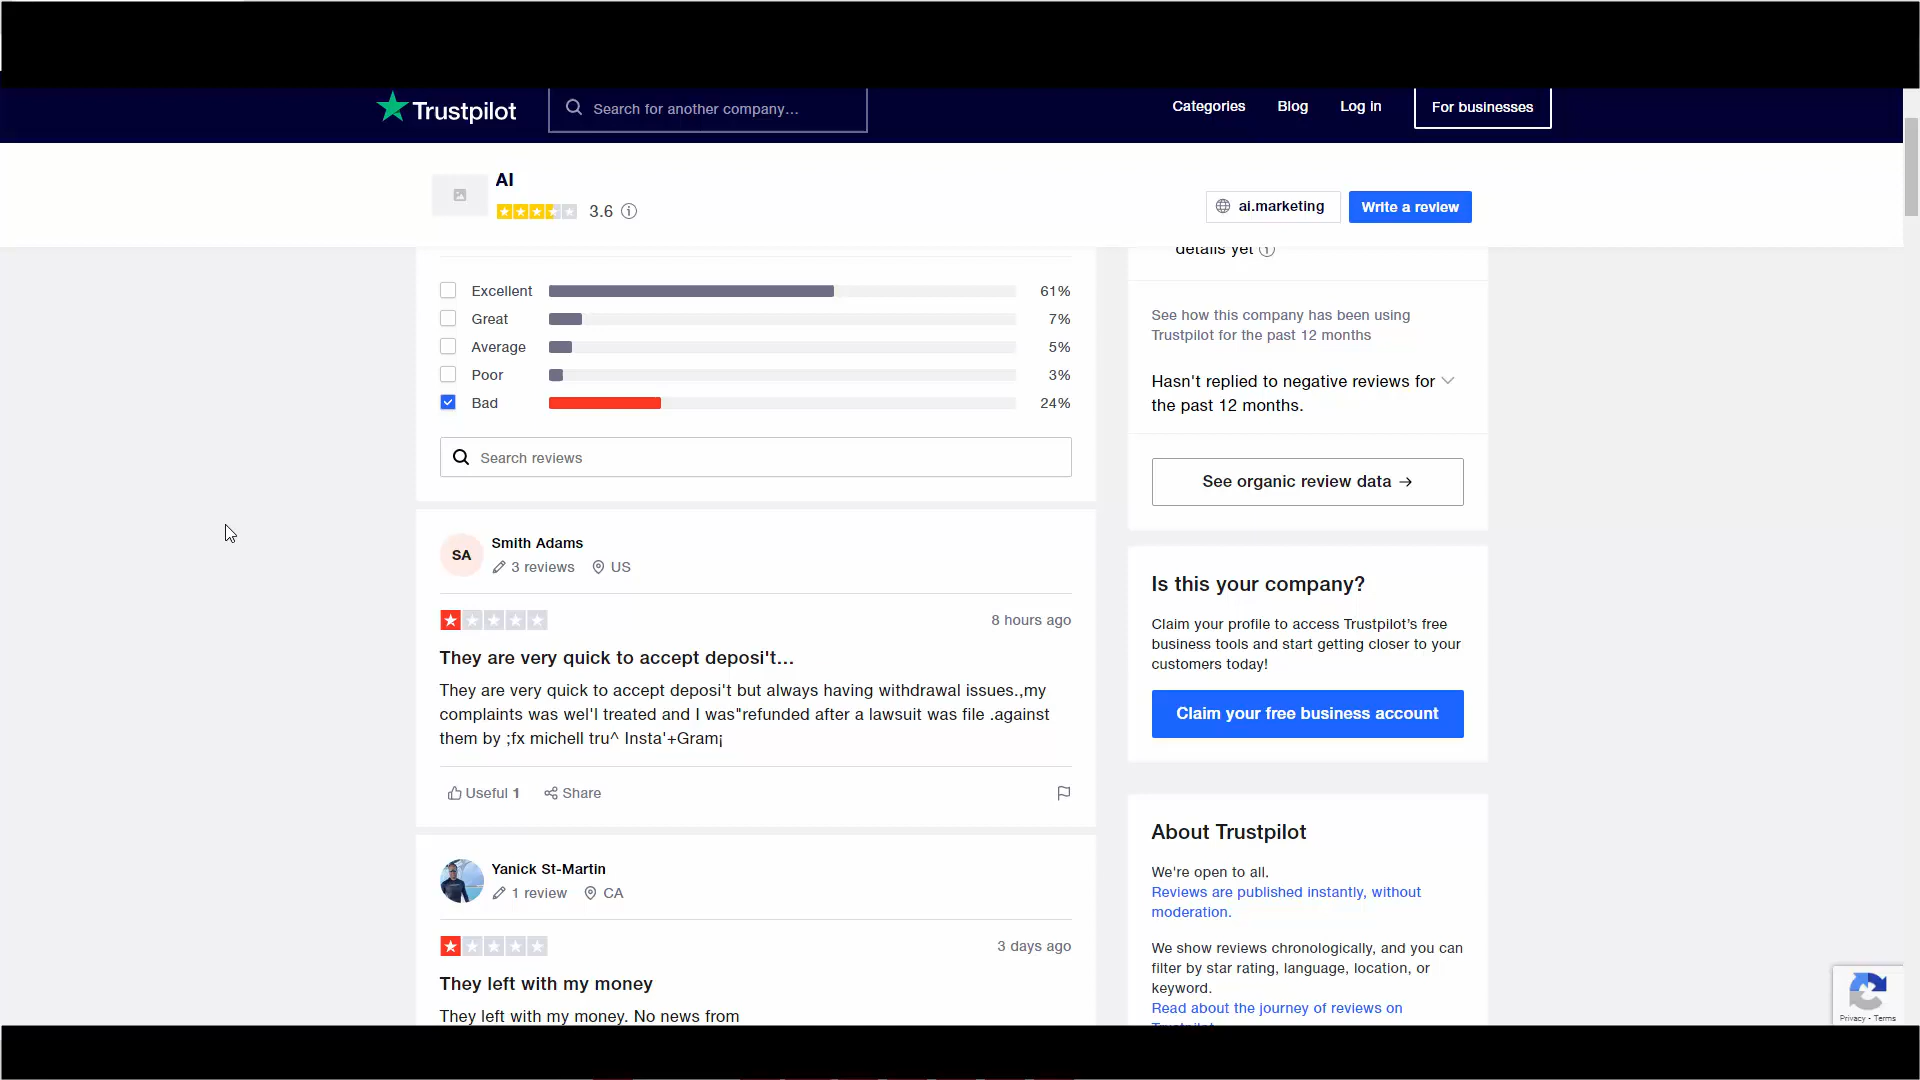 Trustpilot
Search for another company...
Categories
Blog
Log in
For businesses
AI
3.6
ai.marketing
Write a review
details yet
Excellent 61%
Great 7%
Average 5%
Poor 3%
Bad 24%
Search reviews
See how this company has been using
Trustpilot for the past 12 months
Hasn't replied to negative reviews for
the past 12 months.
See organic review data →
SA
Smith Adams
3 reviews US
8 hours ago
They are very quick to accept deposi't...
They are very quick to accept deposi't but always having withdrawal issues.,my
complaints was wel'l treated and I was"refunded after a lawsuit was file .against
them by ;fx michell tru^ Insta'+Gram¡
Useful 1
Share
Yanick St-Martin
1 review CA
3 days ago
They left with my money
They left with my money. No news from
Is this your company?
Claim your profile to access Trustpilot's free
business tools and start getting closer to your
customers today!
Claim your free business account
About Trustpilot
We're open to all.
Reviews are published instantly, without
moderation.
We show reviews chronologically, and you can
filter by star rating, language, location, or
keyword.
Read about the journey of reviews on
Trustpilot
Privacy - Terms